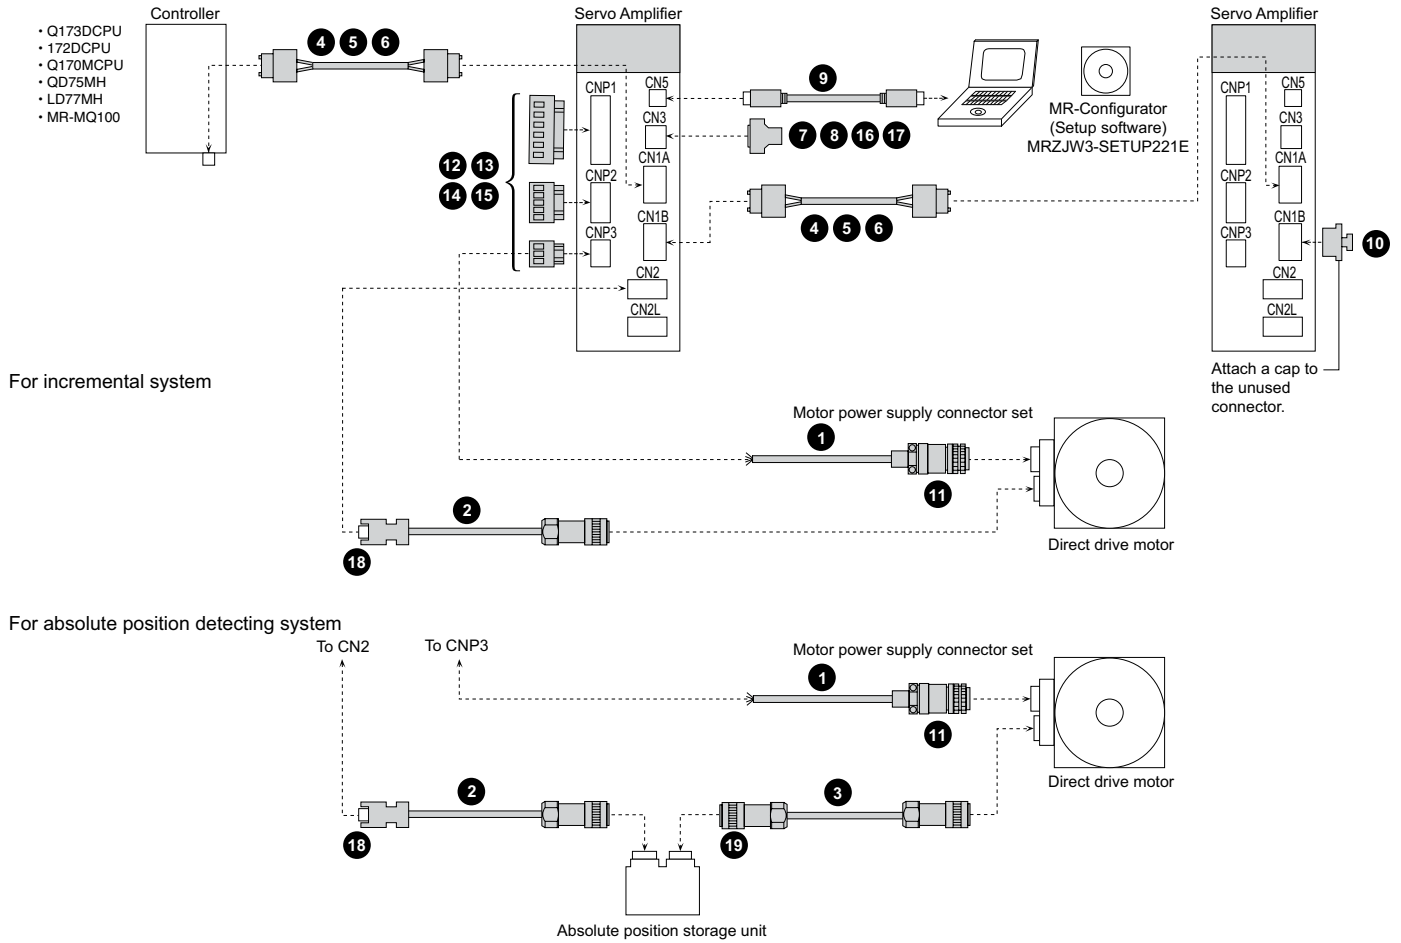 Controller
• Q173DCPU
• 172DCPU
• Q170MCPU
• QD75MH
• LD77MH
• MR-MQ100
4 5 6
Servo Amplifier
CNP1
CN5
CN3
CN1A
CNP2
CN1B
CNP3
CN2
CN2L
12 13
14 15
9
7 8 16 17
4 5 6
MR-Configurator
(Setup software)
MRZJW3-SETUP221E
Servo Amplifier
CNP1
CN5
CN3
CN1A
CNP2
CN1B
CNP3
CN2
CN2L
10
Attach a cap to
the unused
connector.
For incremental system
Motor power supply connector set
1
11
2
18
Direct drive motor
For absolute position detecting system
To CN2
To CNP3
Motor power supply connector set
1
11
Direct drive motor
2
3
18
19
Absolute position storage unit